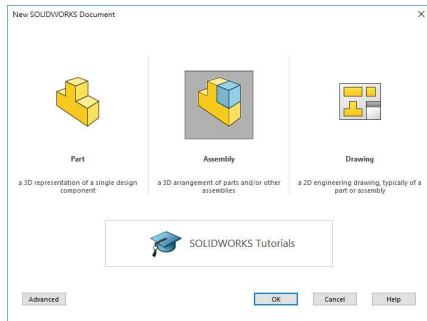 New SOLIDWORKS Document
Part
Assembly
Drawing
a 3D representation of a single design
component
a 3D arrangement of parts and/or other
assemblies
a 2D engineering drawing, typically of a
part or assembly
SOLIDWORKS Tutorials
Advanced
OK
Cancel
Help